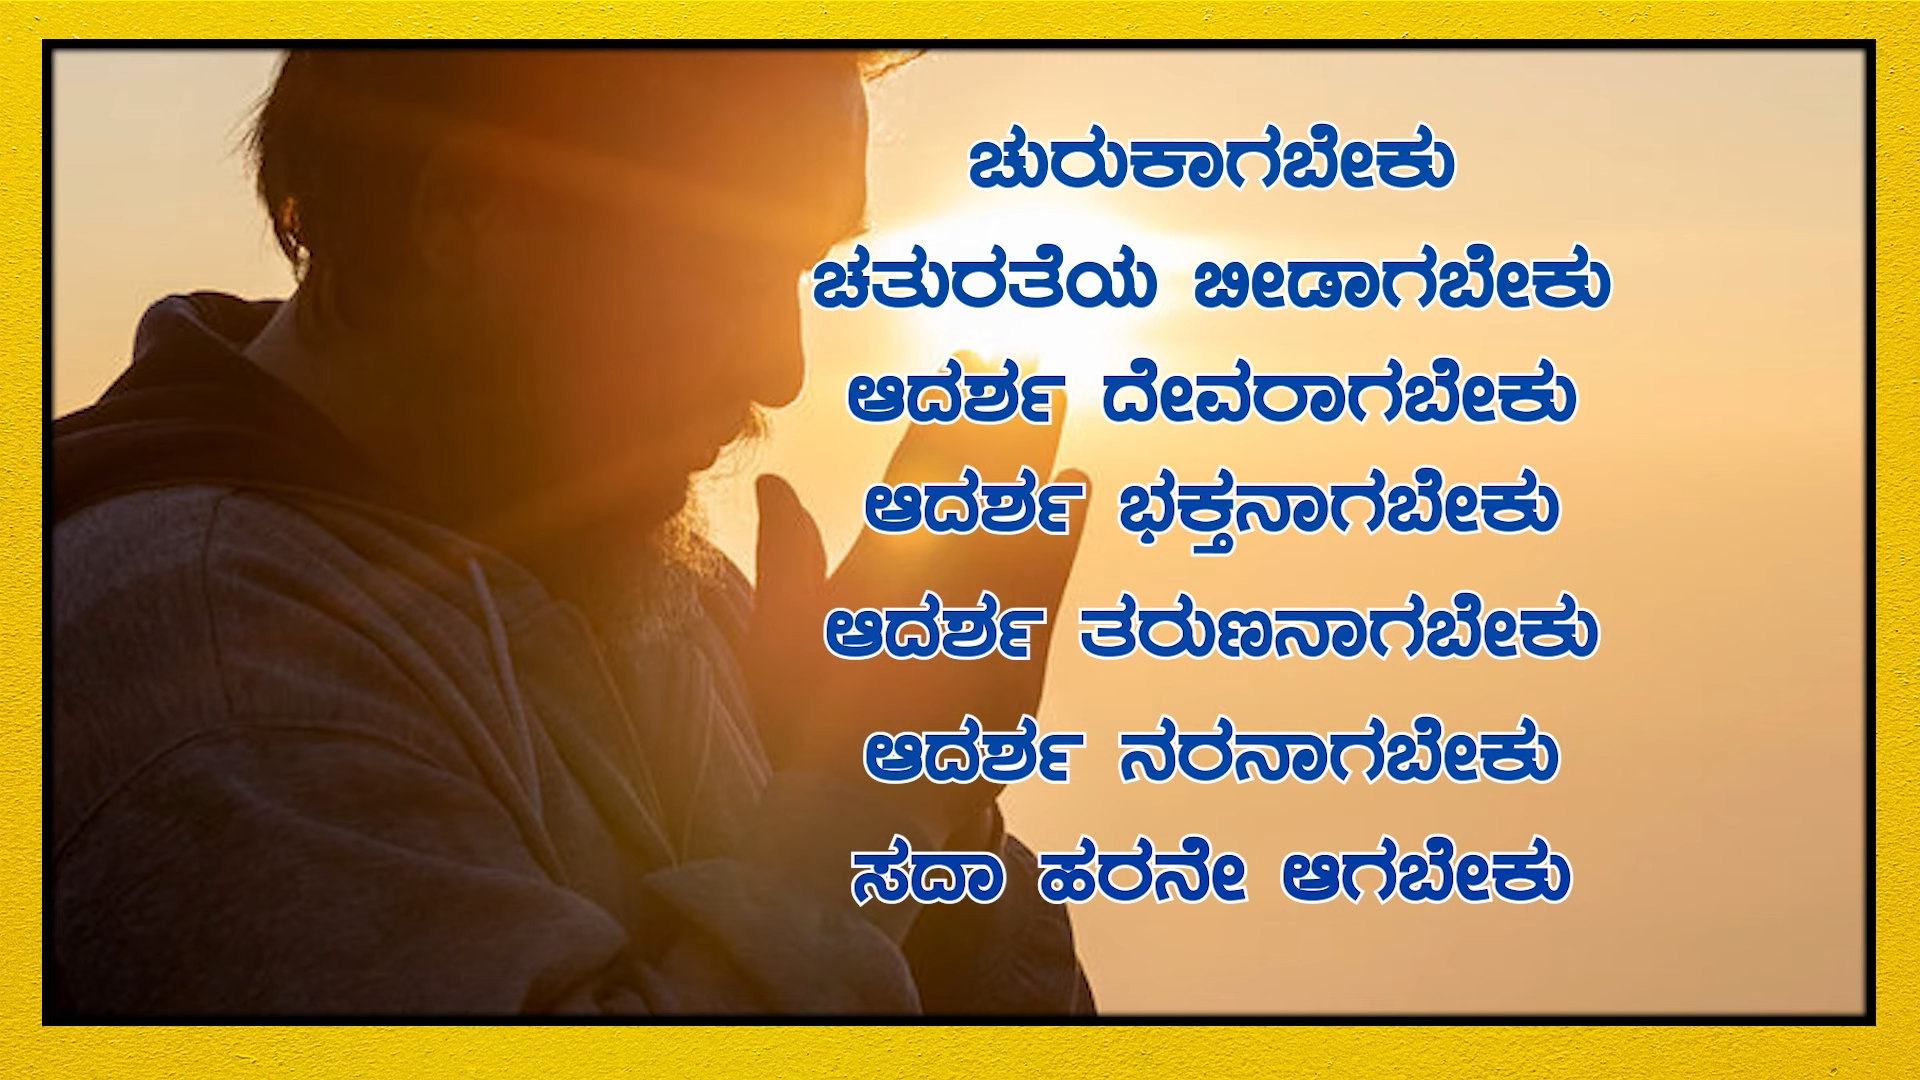 ಚುರುಕಾಗಬೇಕು
ಚತುರತೆಯ ಬೀಡಾಗಬೇಕು
ಆದರ್ಶ ದೇವರಾಗಬೇಕು
ಆದರ್ಶ ಭಕ್ತನಾಗಬೇಕು
ಆದರ್ಶ ತರುಣನಾಗಬೇಕು
ಆದರ್ಶ ನರನಾಗಬೇಕು
ಸದಾ ಹರನೇ ಆಗಬೇಕು